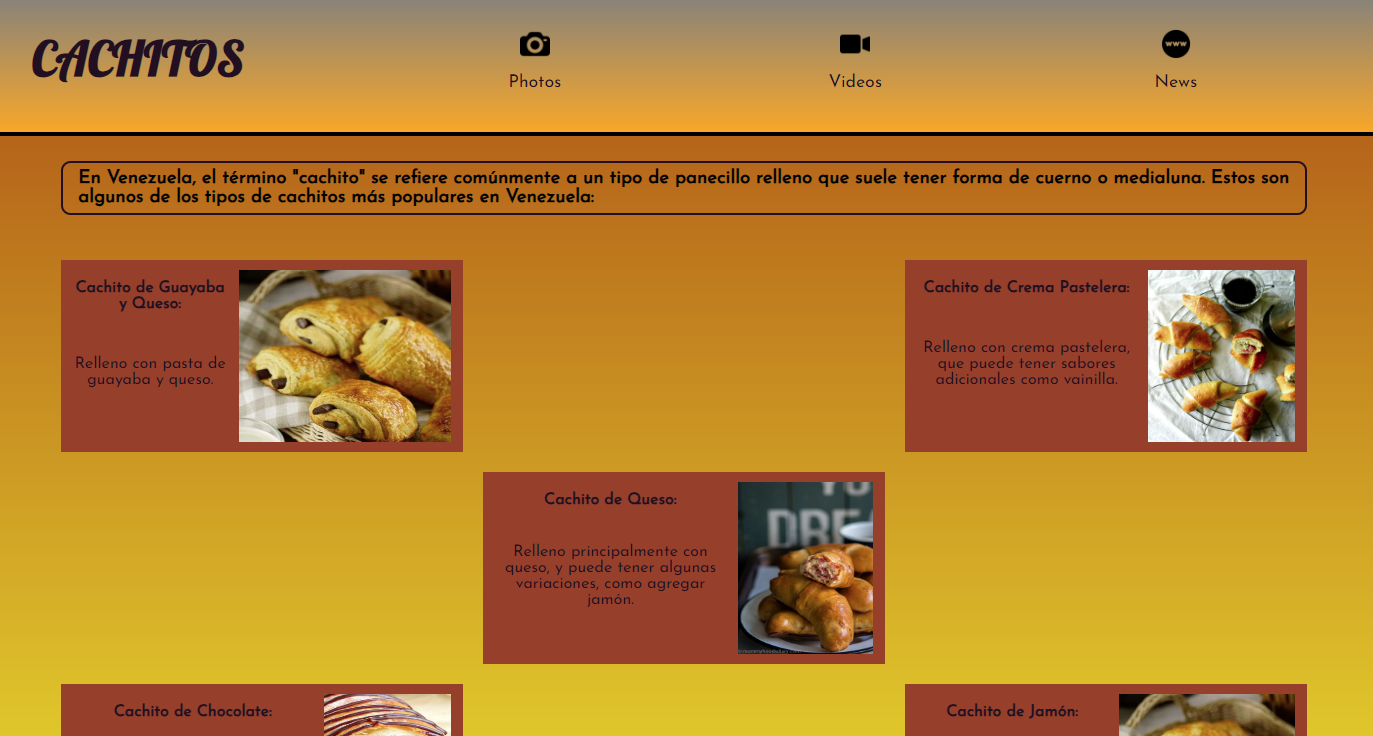 CACHITOS
Photos
Videos
News
En Venezuela, el término "cachito" se refiere comúnmente a un tipo de panecillo relleno que suele tener forma de cuerno o medialuna. Estos son
algunos de los tipos de cachitos más populares en Venezuela:
Cachito de Guayaba
y Queso:
Relleno con pasta de
guayaba y queso.
Cachito de Crema Pastelera:
Relleno con crema pastelera,
que puede tener sabores
adicionales como vainilla.
Cachito de Queso:
Relleno principalmente con
queso, y puede tener algunas
variaciones, como agregar
jamón.
Cachito de Chocolate:
Cachito de Jamón: